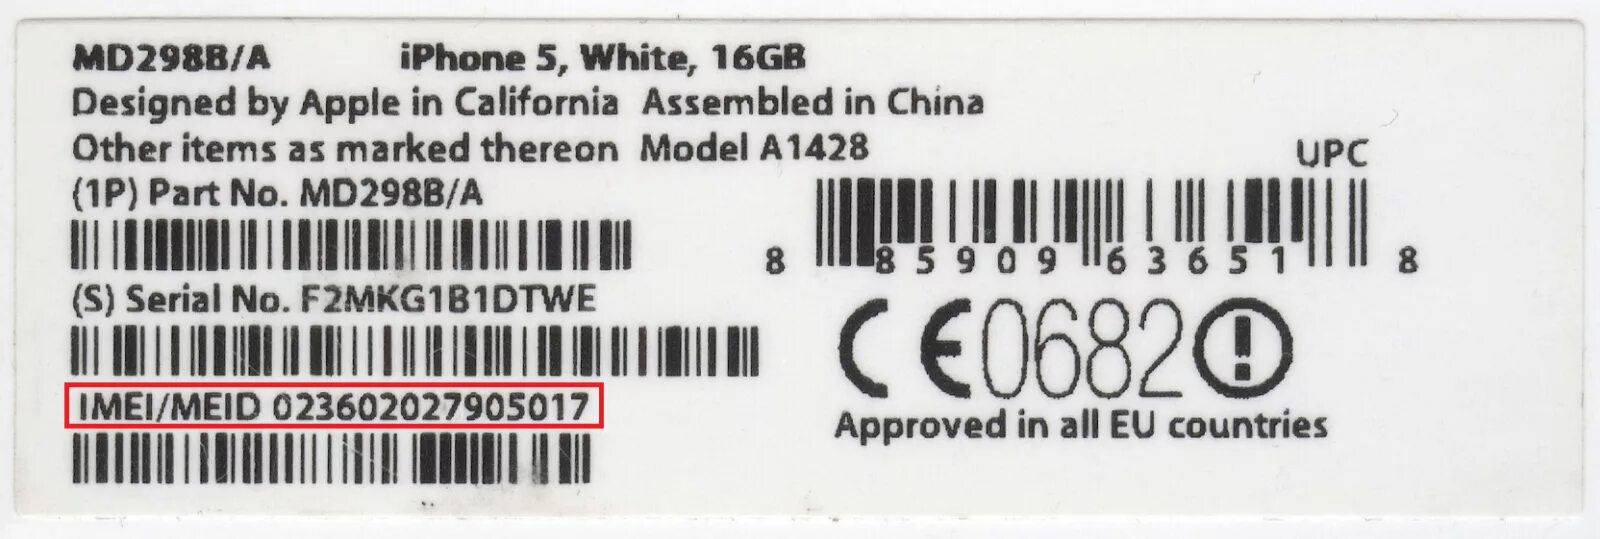 MD298B/A iPhone 5, White, 16GB
Designed by Apple in California Assembled in China
Other items as marked thereon Model A1428
(1P) Part No. MD298B/A
(S) Serial No. F2MKG1B1DTWE
IMEI/MEID 023602027905017
UPC
8 85909 63651 8
CE0682
Approved in all EU countries